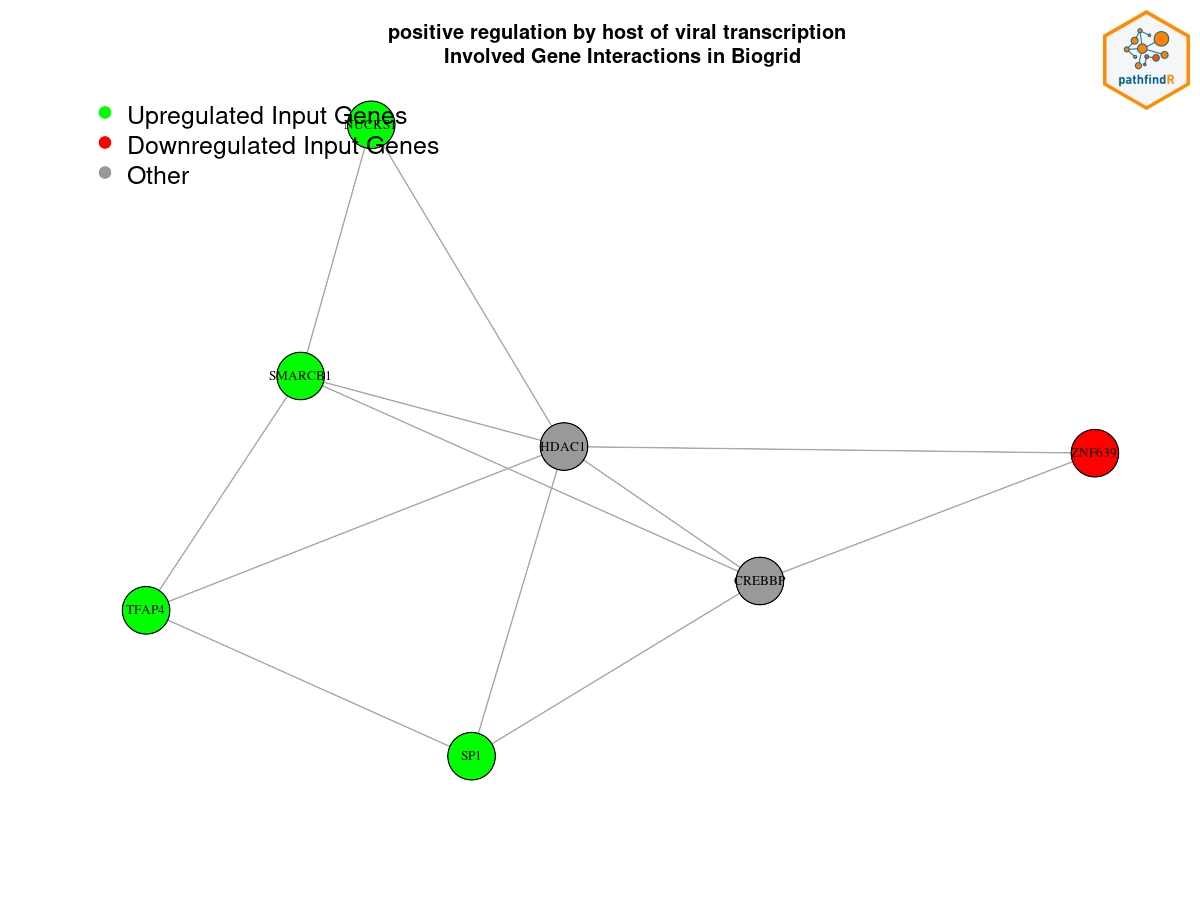 positive regulation by host of viral transcription
Involved Gene Interactions in Biogrid
pathfindR
Upregulated Input Genes
NUCKS1
Downregulated Input Genes
Other
SMARCB1
HDAC1
ZNF639
CREBBP
TFAP4
SP1